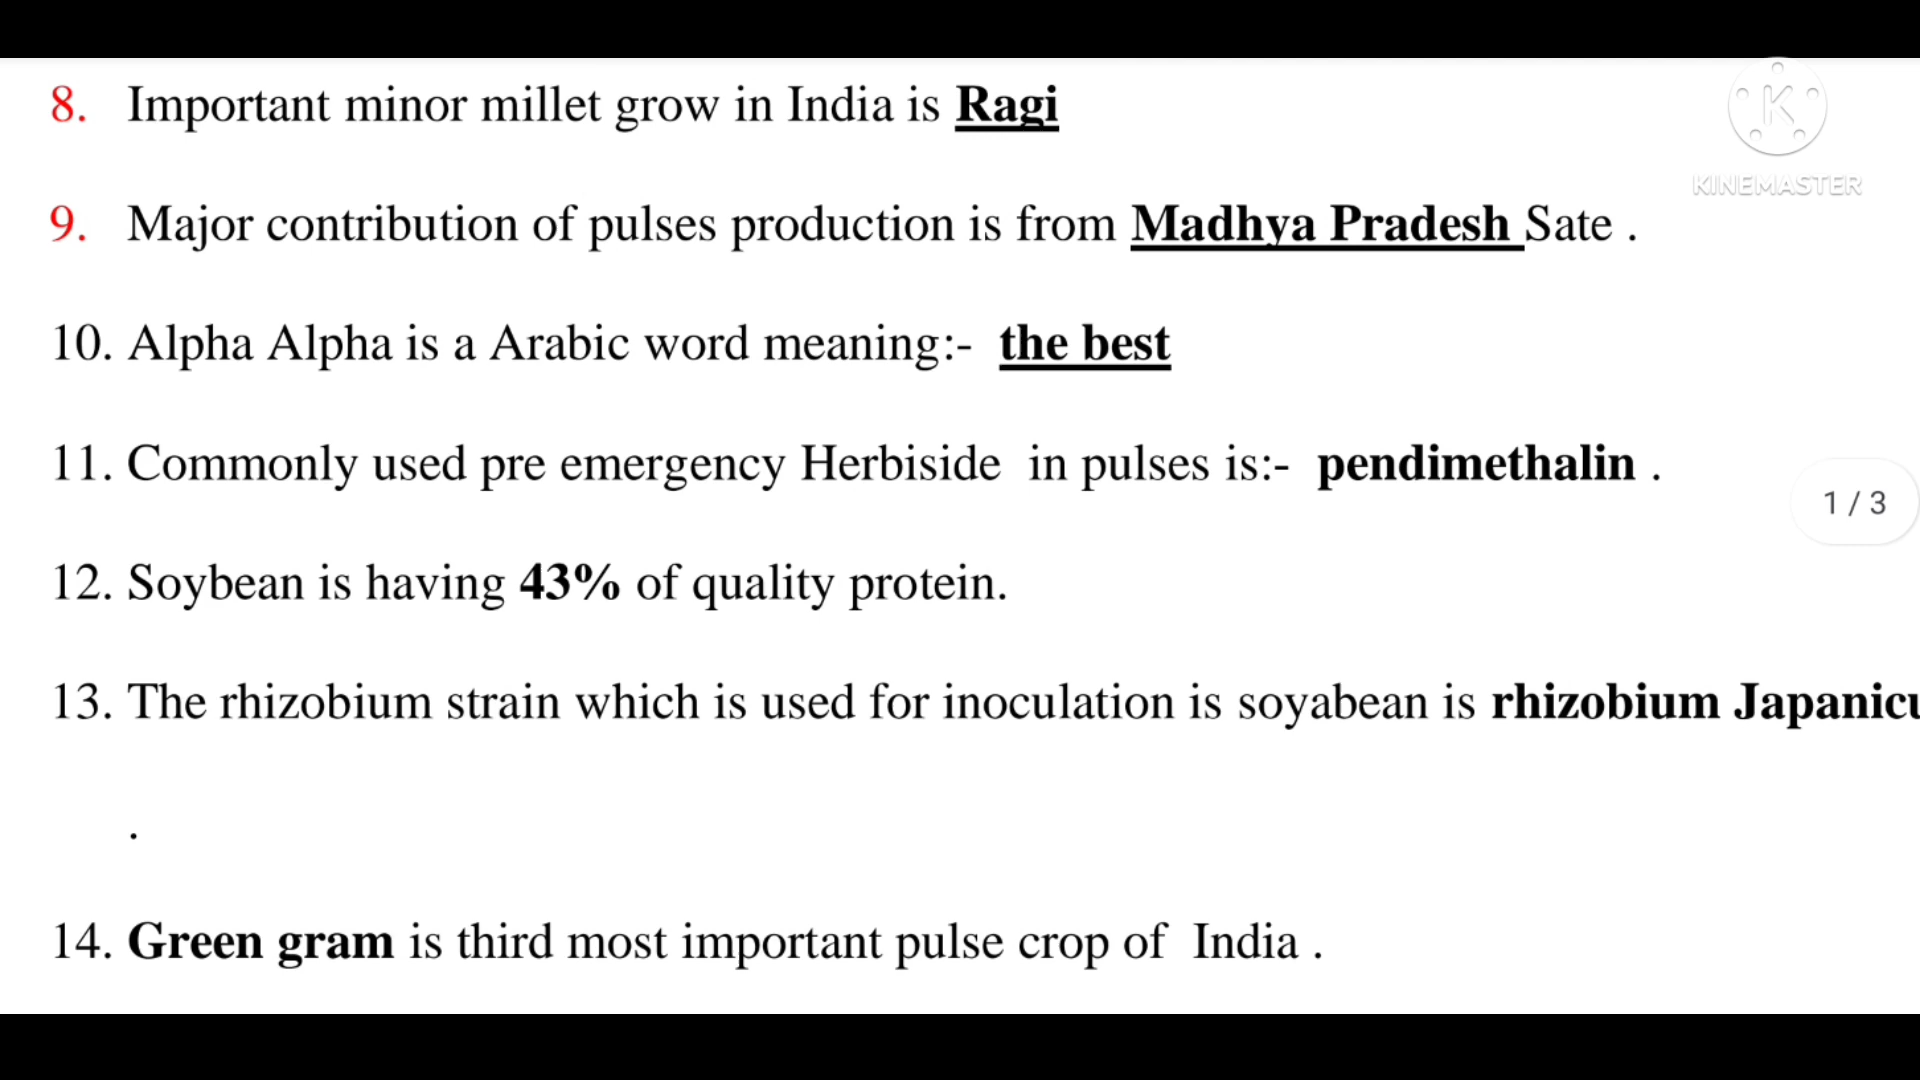 8. Important minor millet grow in India is Ragi
KINEMASTER
9. Major contribution of pulses production is from Madhya Pradesh Sate .
10. Alpha Alpha is a Arabic word meaning:- the best
11. Commonly used pre emergency Herbiside in pulses is:- pendimethalin .
1 / 3
12. Soybean is having 43% of quality protein.
13. The rhizobium strain which is used for inoculation is soyabean is rhizobium
.
14. Green gram is third most important pulse crop of India .